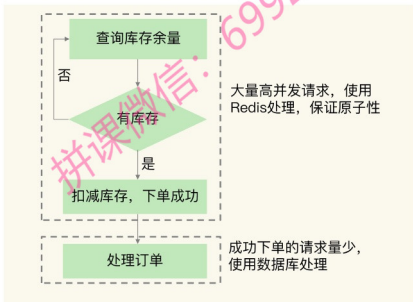 查询库存余量
否
有库存
是
扣减库存，下单成功
大量高并发请求，使用
Redis处理，保证原子性
处理订单
成功下单的请求量少，
使用数据库处理
拼课微信：699